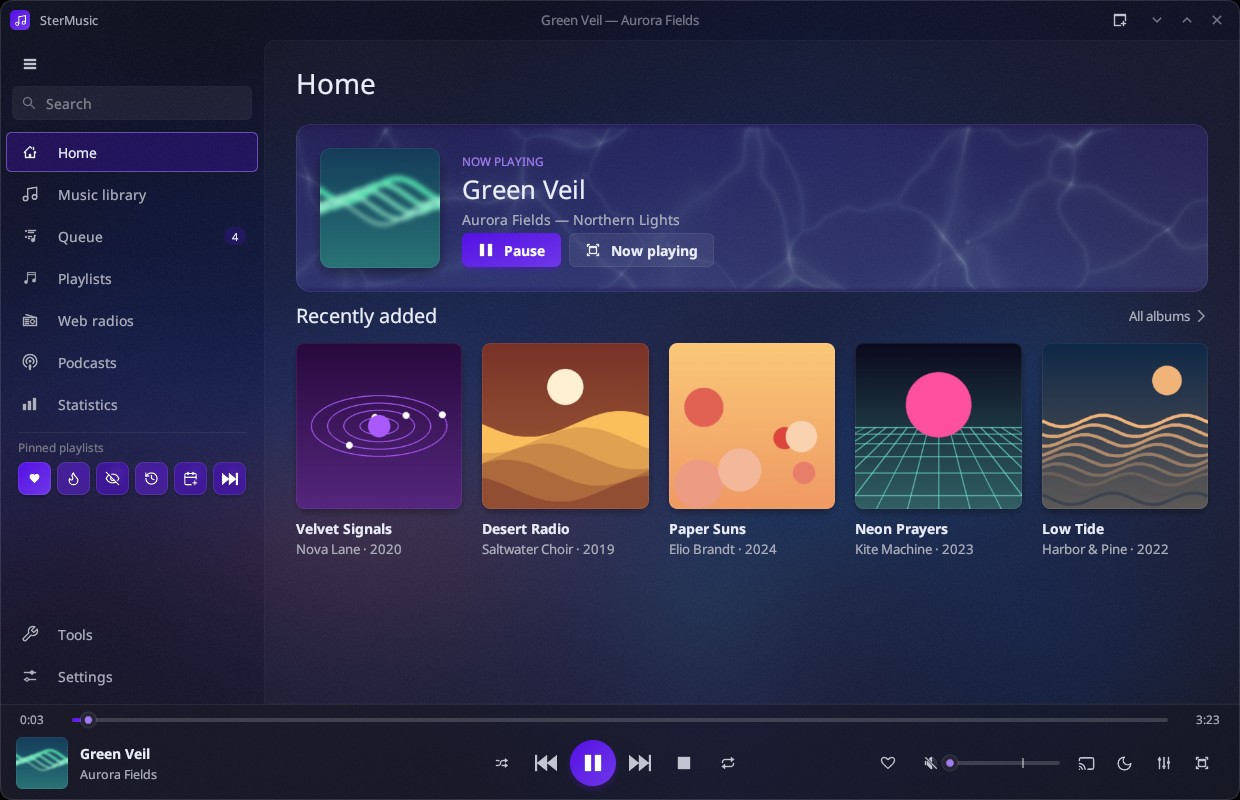 SterMusic
Green Veil — Aurora Fields
Search
Home
Music library
Queue
4
Playlists
Web radios
Podcasts
Statistics
Pinned playlists
Tools
Settings
Home
NOW PLAYING
Green Veil
Aurora Fields — Northern Lights
Pause
Now playing
Recently added
All albums
Velvet Signals
Nova Lane · 2020
Desert Radio
Saltwater Choir · 2019
Paper Suns
Elio Brandt · 2024
Neon Prayers
Kite Machine · 2023
Low Tide
Harbor & Pine · 2022
0:03
3:23
Green Veil
Aurora Fields